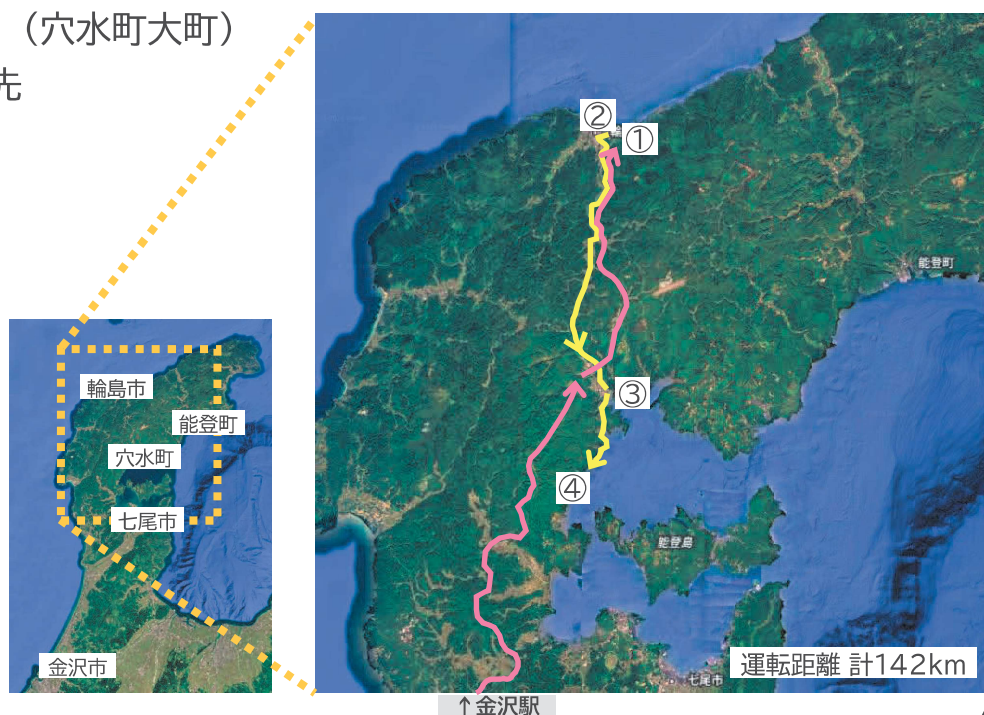 （穴水町大町）
先
②
①
能登町
輪島市
能登町
穴水町
③
④
七尾市
能登島
金沢市
運転距離 計142km
七尾市
↑金沢駅